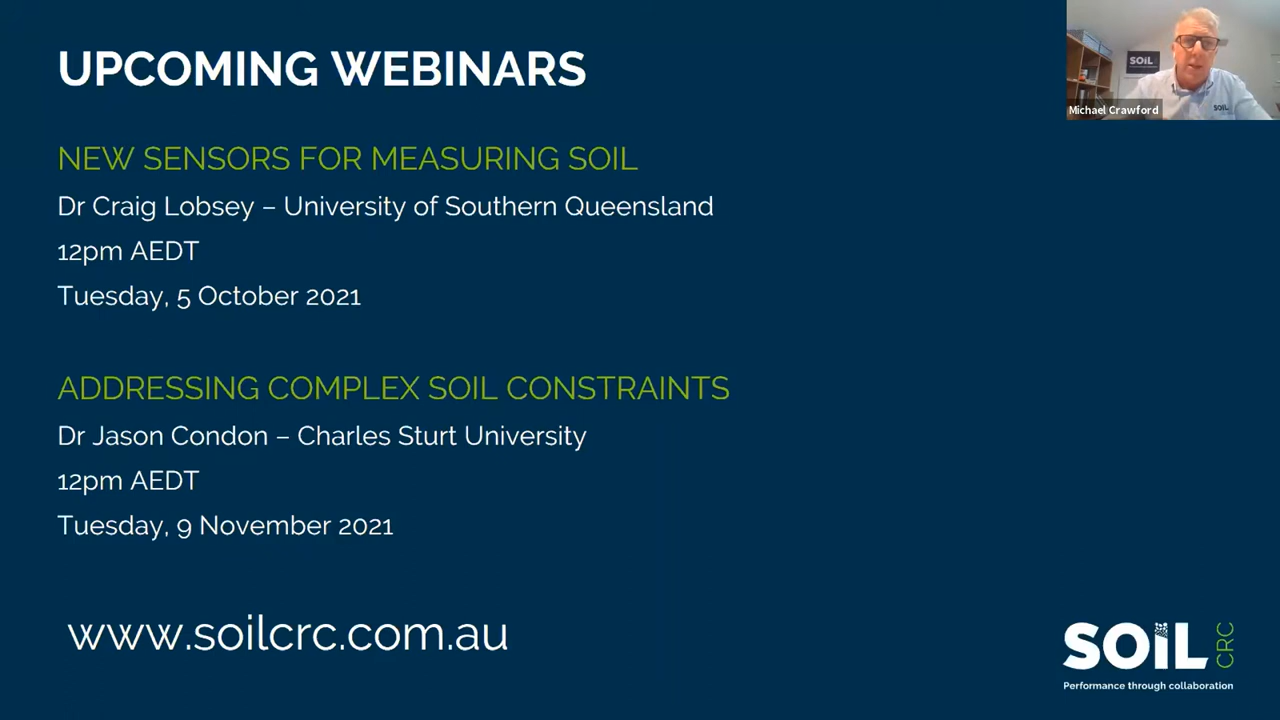 UPCOMING WEBINARS
NEW SENSORS FOR MEASURING SOIL
Dr Craig Lobsey – University of Southern Queensland
12pm AEDT
Tuesday, 5 October 2021
ADDRESSING COMPLEX SOIL CONSTRAINTS
Dr Jason Condon – Charles Sturt University
12pm AEDT
Tuesday, 9 November 2021
www.soilcrc.com.au
SOIL
SOIL
Michael Crawford
SOIL CRC
Performance through collaboration